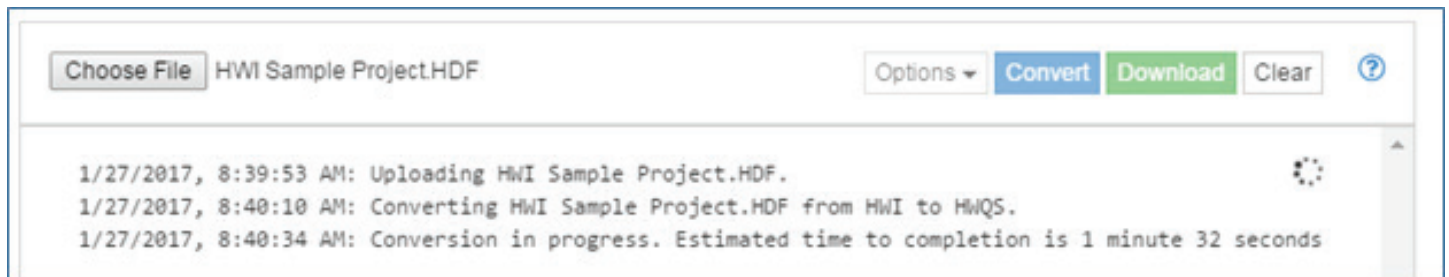 Choose File HWI Sample Project.HDF Options Convert Download Clear ?
1/27/2017, 8:39:53 AM: Uploading HWI Sample Project.HDF.
1/27/2017, 8:40:10 AM: Converting HWI Sample Project.HDF from HWI to HWQS.
1/27/2017, 8:40:34 AM: Conversion in progress. Estimated time to completion is 1 minute 32 seconds